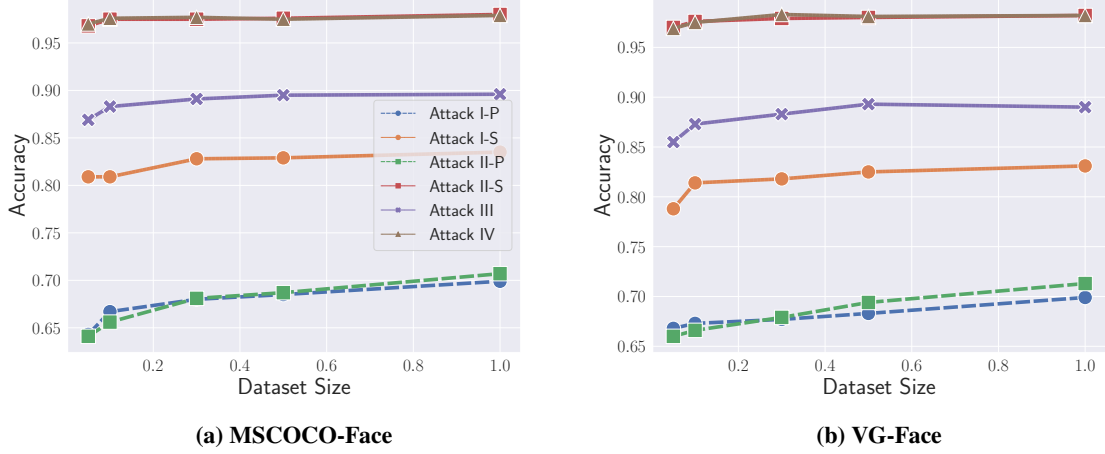 0.95
0.90
0.85
0.80
0.75
0.70
0.65
Accuracy
0.2
0.4
0.6
0.8
1.0
Dataset Size
Attack I-P
Attack I-S
Attack II-P
Attack II-S
Attack III
Attack IV
(a) MSCOCO-Face
0.95
0.90
0.85
0.80
0.75
0.70
0.65
Accuracy
0.2
0.4
0.6
0.8
1.0
Dataset Size
(b) VG-Face